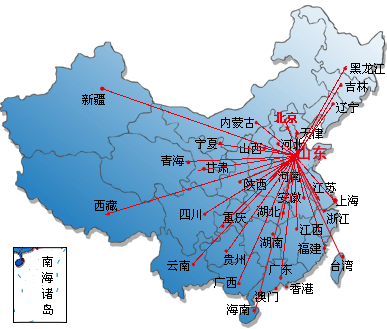 黑龙江
吉林
辽宁
新疆
北京
内蒙古
天津
宁夏
山西
河北
山东
青海
甘肃
陕西
河南
江苏
安徽
上海
西藏
四川
重庆
湖北
浙江
江西
湖南
福建
云南
贵州
台湾
广西
广东
澳门
香港
海南
南
海
诸
岛